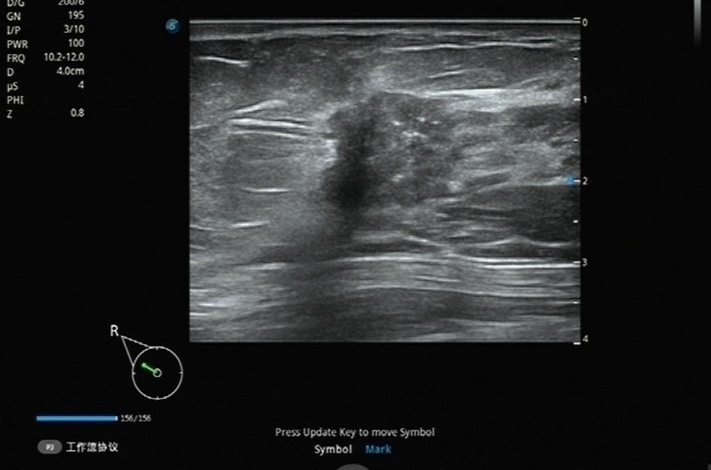 D/G 200/6
GN 195
I/P 3/10
PWR 100
FRQ 10.2-12.0
D 4.0cm
μS 4
PHI
Z 0.8
0
1
2
3
4
R
156/156
P3 工作流协议
Press Update Key to move Symbol
Symbol Mark